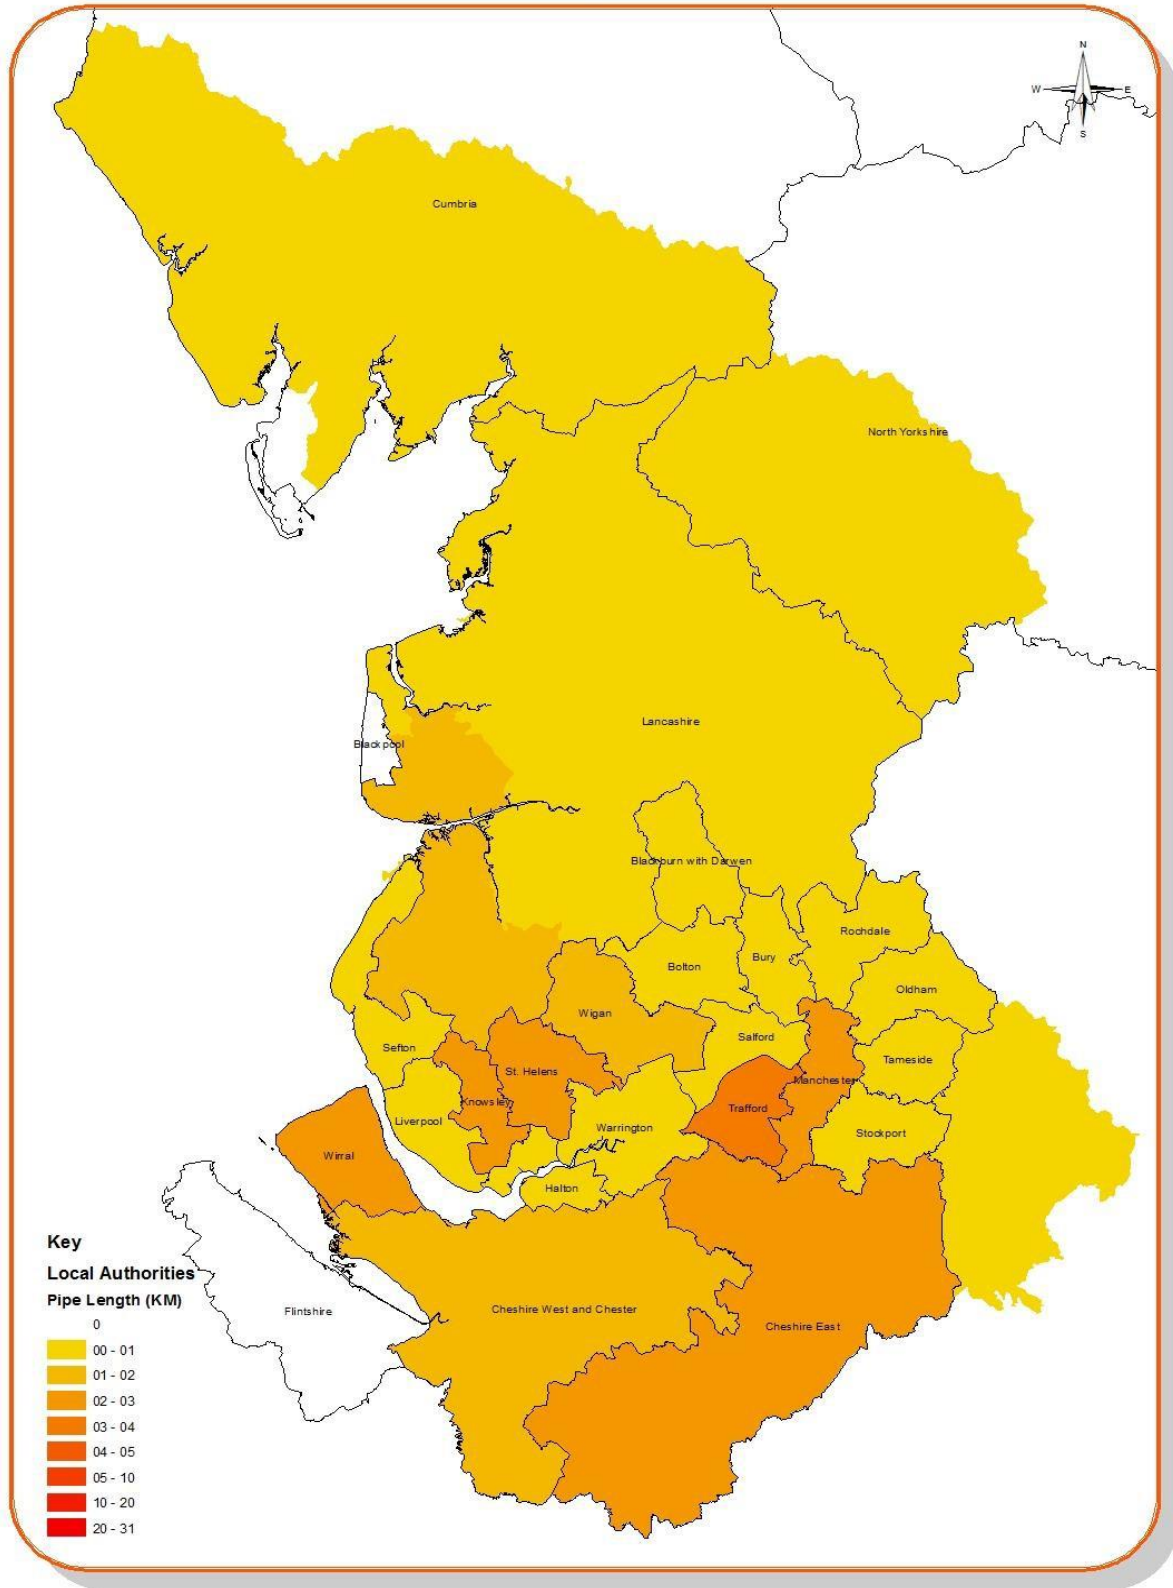 N
W E
S
Cumbria
North Yorkshire
Lancashire
Blackpool
Blackburn with Darwen
Rochdale
Bolton
Bury
Oldham
Wigan
Salford
Sefton
Tameside
St. Helens
Manchester
Knowsley
Trafford
Liverpool
Warrington
Stockport
Wirral
Halton
Key
Local Authorities
Pipe Length (KM)
Flintshire
Cheshire West and Chester
Cheshire East
0
00 - 01
01 - 02
02 - 03
03 - 04
04 - 05
05 - 10
10 - 20
20 - 31